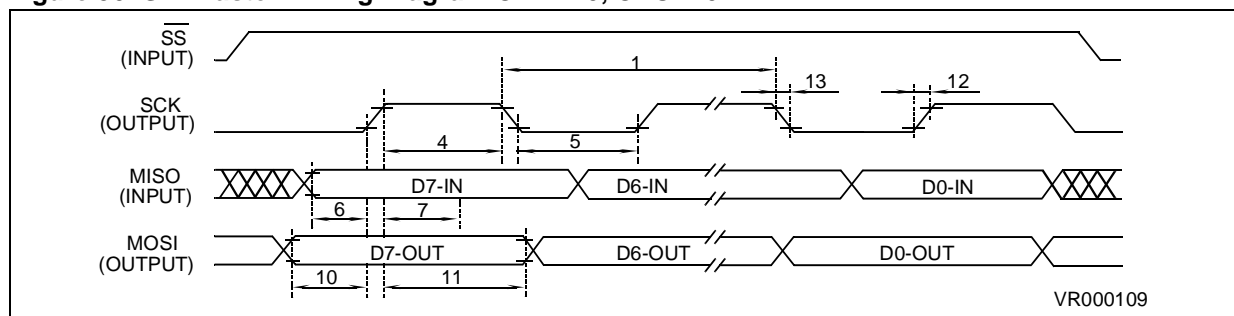 SS
(INPUT)
1
13
12
SCK
(OUTPUT)
4
5
MISO
(INPUT)
D7-IN
D6-IN
D0-IN
6
7
MOSI
(OUTPUT)
D7-OUT
D6-OUT
D0-OUT
10
11
VR000109